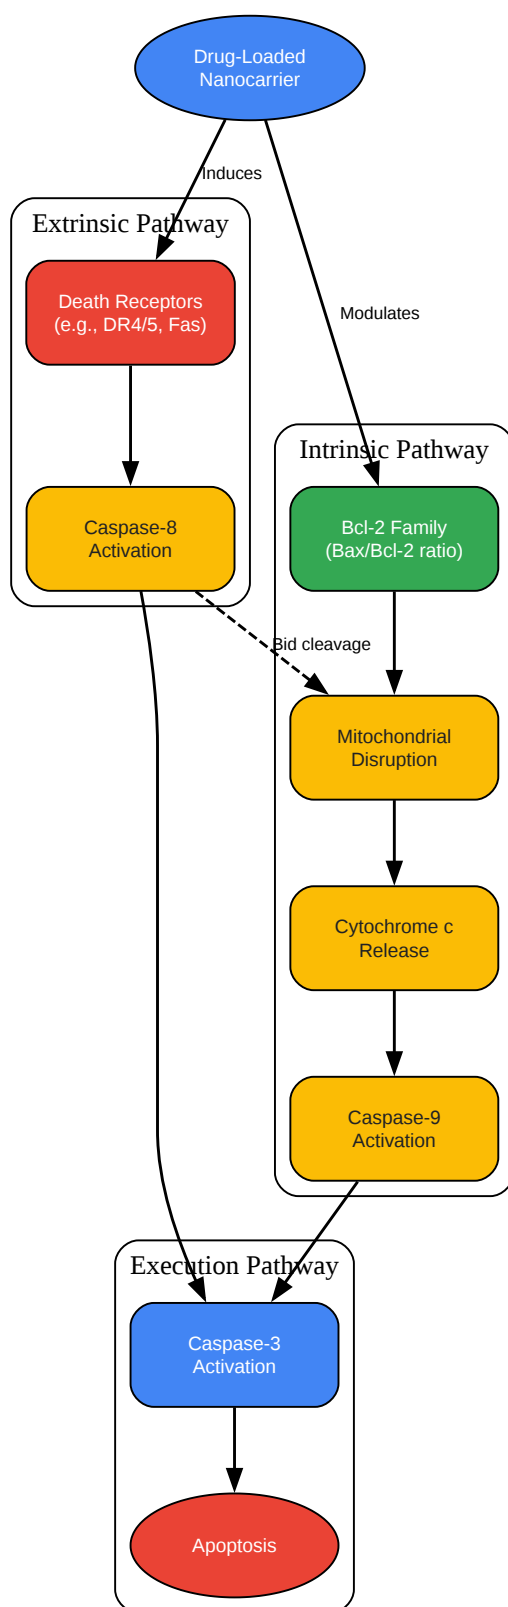 Drug-Loaded
Nanocarrier
Induces
Extrinsic Pathway
Death Receptors
(e.g., DR4/5, Fas)
Modulates
Intrinsic Pathway
Caspase-8
Activation
Bcl-2 Family
(Bax/Bcl-2 ratio)
Bid cleavage
Mitochondrial
Disruption
Cytochrome c
Release
Caspase-9
Activation
Execution Pathway
Caspase-3
Activation
Apoptosis